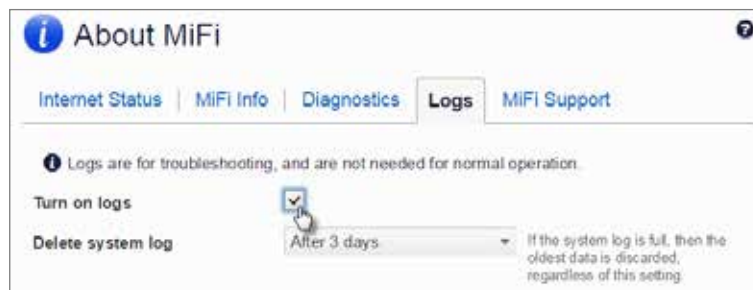 i About MiFi ?
Internet Status | MiFi Info | Diagnostics | Logs | MiFi Support
i Logs are for troubleshooting, and are not needed for normal operation.
Turn on logs
Delete system log After 3 days If the system log is full, then the
oldest data is discarded,
regardless of this setting.